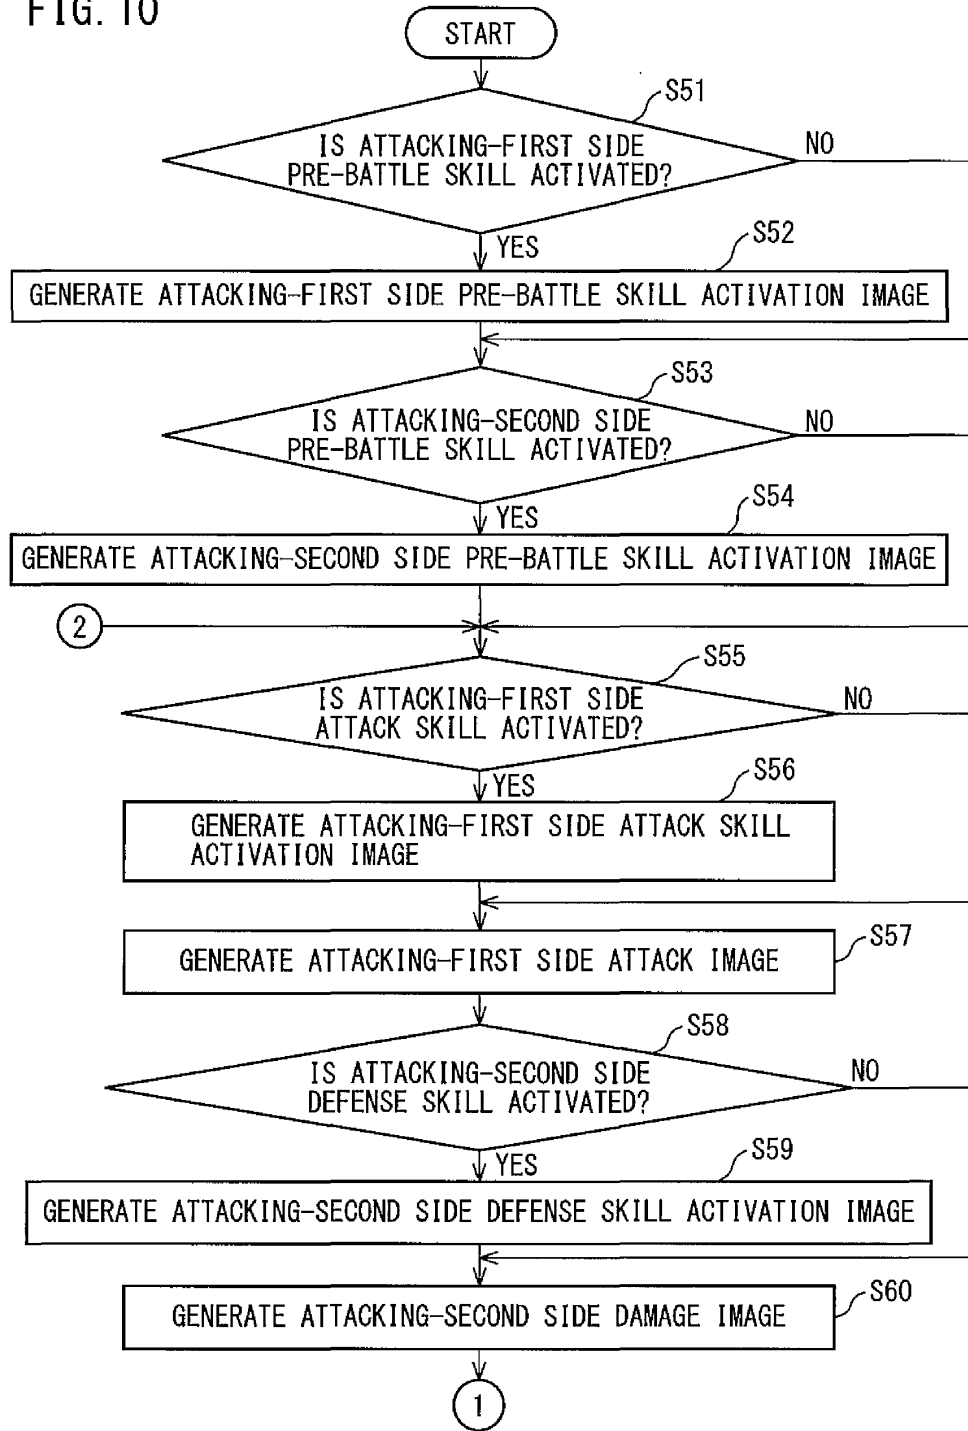 FIG. 10
START
S51
IS ATTACKING-FIRST SIDE
PRE-BATTLE SKILL ACTIVATED?
NO
YES
S52
GENERATE ATTACKING-FIRST SIDE PRE-BATTLE SKILL ACTIVATION IMAGE
S53
IS ATTACKING-SECOND SIDE
PRE-BATTLE SKILL ACTIVATED?
NO
YES
S54
GENERATE ATTACKING-SECOND SIDE PRE-BATTLE SKILL ACTIVATION IMAGE
2
S55
IS ATTACKING-FIRST SIDE
ATTACK SKILL ACTIVATED?
NO
YES
S56
GENERATE ATTACKING-FIRST SIDE ATTACK SKILL
ACTIVATION IMAGE
S57
GENERATE ATTACKING-FIRST SIDE ATTACK IMAGE
S58
IS ATTACKING-SECOND SIDE
DEFENSE SKILL ACTIVATED?
NO
YES
S59
GENERATE ATTACKING-SECOND SIDE DEFENSE SKILL ACTIVATION IMAGE
S60
GENERATE ATTACKING-SECOND SIDE DAMAGE IMAGE
1